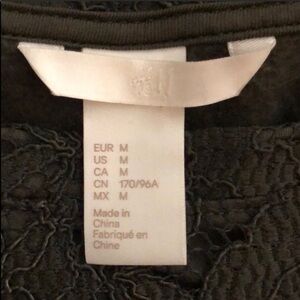 EUR M
US M
CA M
CN 170/96A
MX M
Made in
China
Fabriqué en
Chine